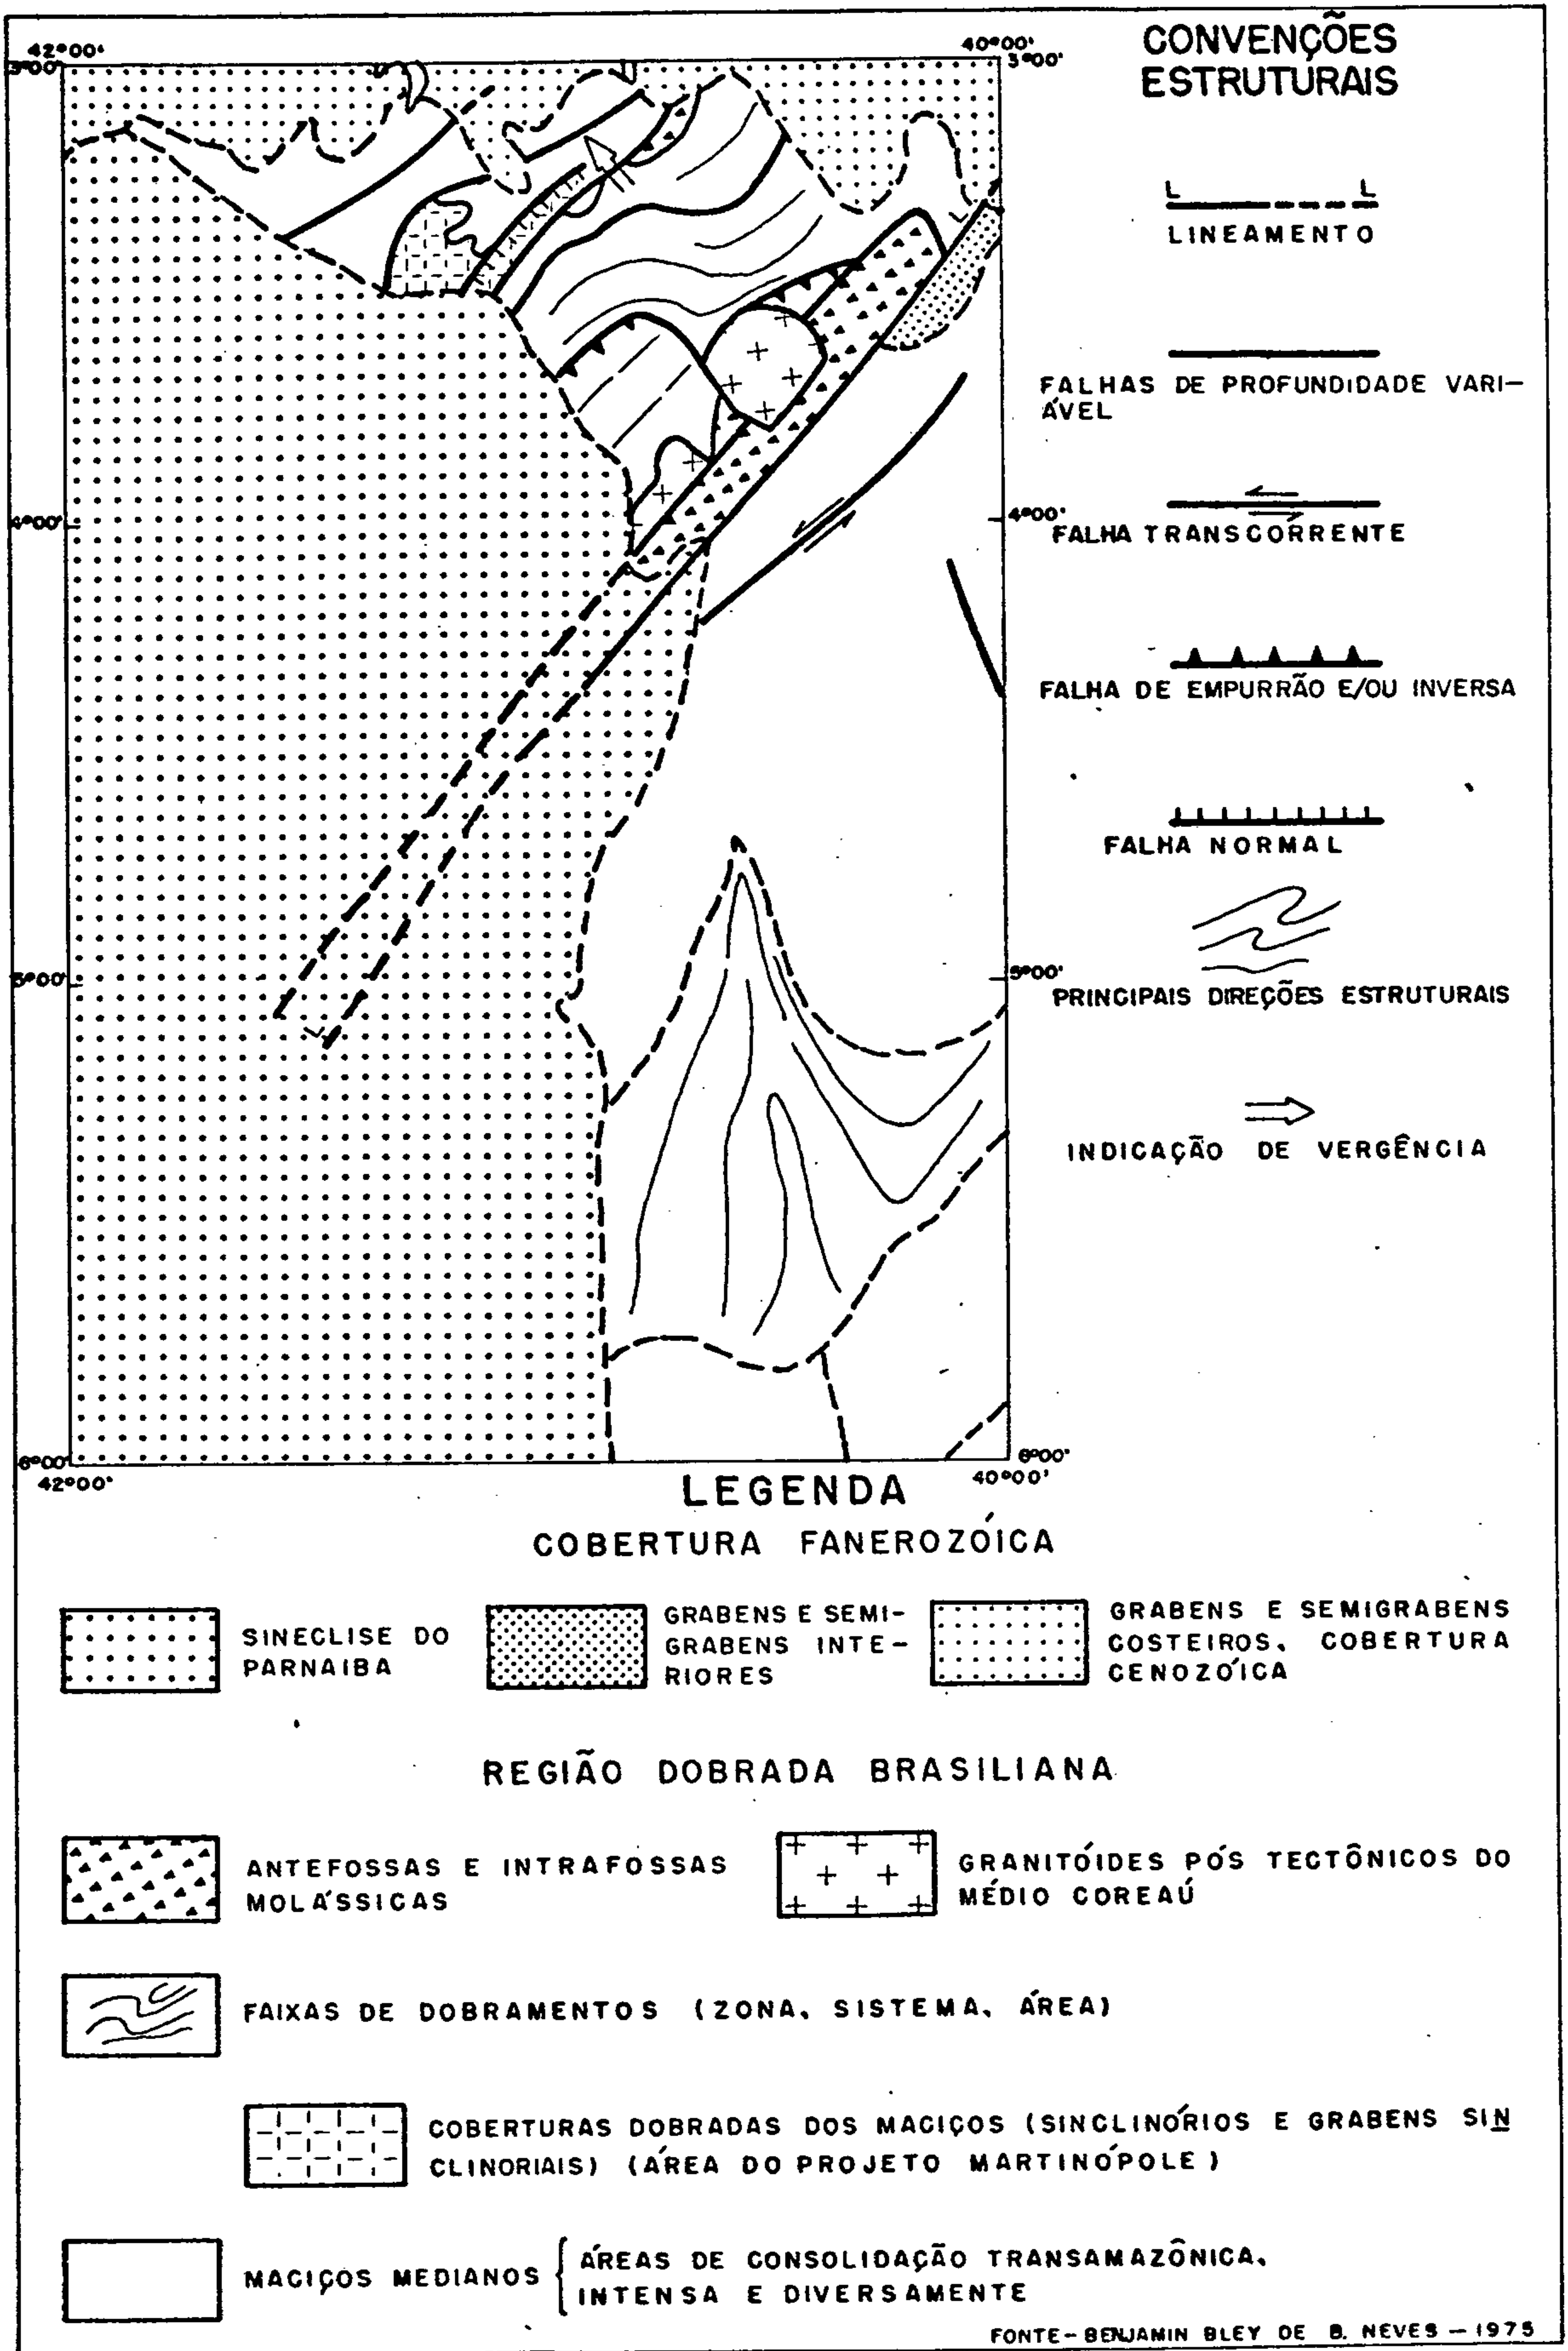 42°00'
40°00'
3°00'
3°00'
4°00'
4°00'
5°00'
5°00'
6°00'
6°00'
42°00'
40°00'
CONVENÇÕES
ESTRUTURAIS
L L
LINEAMENTO
FALHAS DE PROFUNDIDADE VARI-
ÁVEL
FALHA TRANSCORRENTE
FALHA DE EMPURRÃO E/OU INVERSA
FALHA NORMAL
PRINCIPAIS DIREÇÕES ESTRUTURAIS
INDICAÇÃO DE VERGÊNCIA
LEGENDA
COBERTURA FANEROZÓICA
SINECLISE DO
PARNAIBA
GRABENS E SEMI-
GRABENS INTE-
RIORES
GRABENS E SEMIGRABENS
COSTEIROS, COBERTURA
CENOZÓICA
REGIÃO DOBRADA BRASILIANA
ANTEFOSSAS E INTRAFOSSAS
MOLÁSSICAS
GRANITÓIDES PÓS TECTÔNICOS DO
MÉDIO COREAÚ
FAIXAS DE DOBRAMENTOS (ZONA, SISTEMA, ÁREA)
COBERTURAS DOBRADAS DOS MACIÇOS (SINCLINÓRIOS E GRABENS SIN
CLINORIAIS) (ÁREA DO PROJETO MARTINÓPOLE)
MACIÇOS MEDIANOS
ÁREAS DE CONSOLIDAÇÃO TRANSAMAZÔNICA,
INTENSA E DIVERSAMENTE
FONTE - BENJAMIN BLEY DE B. NEVES - 1975